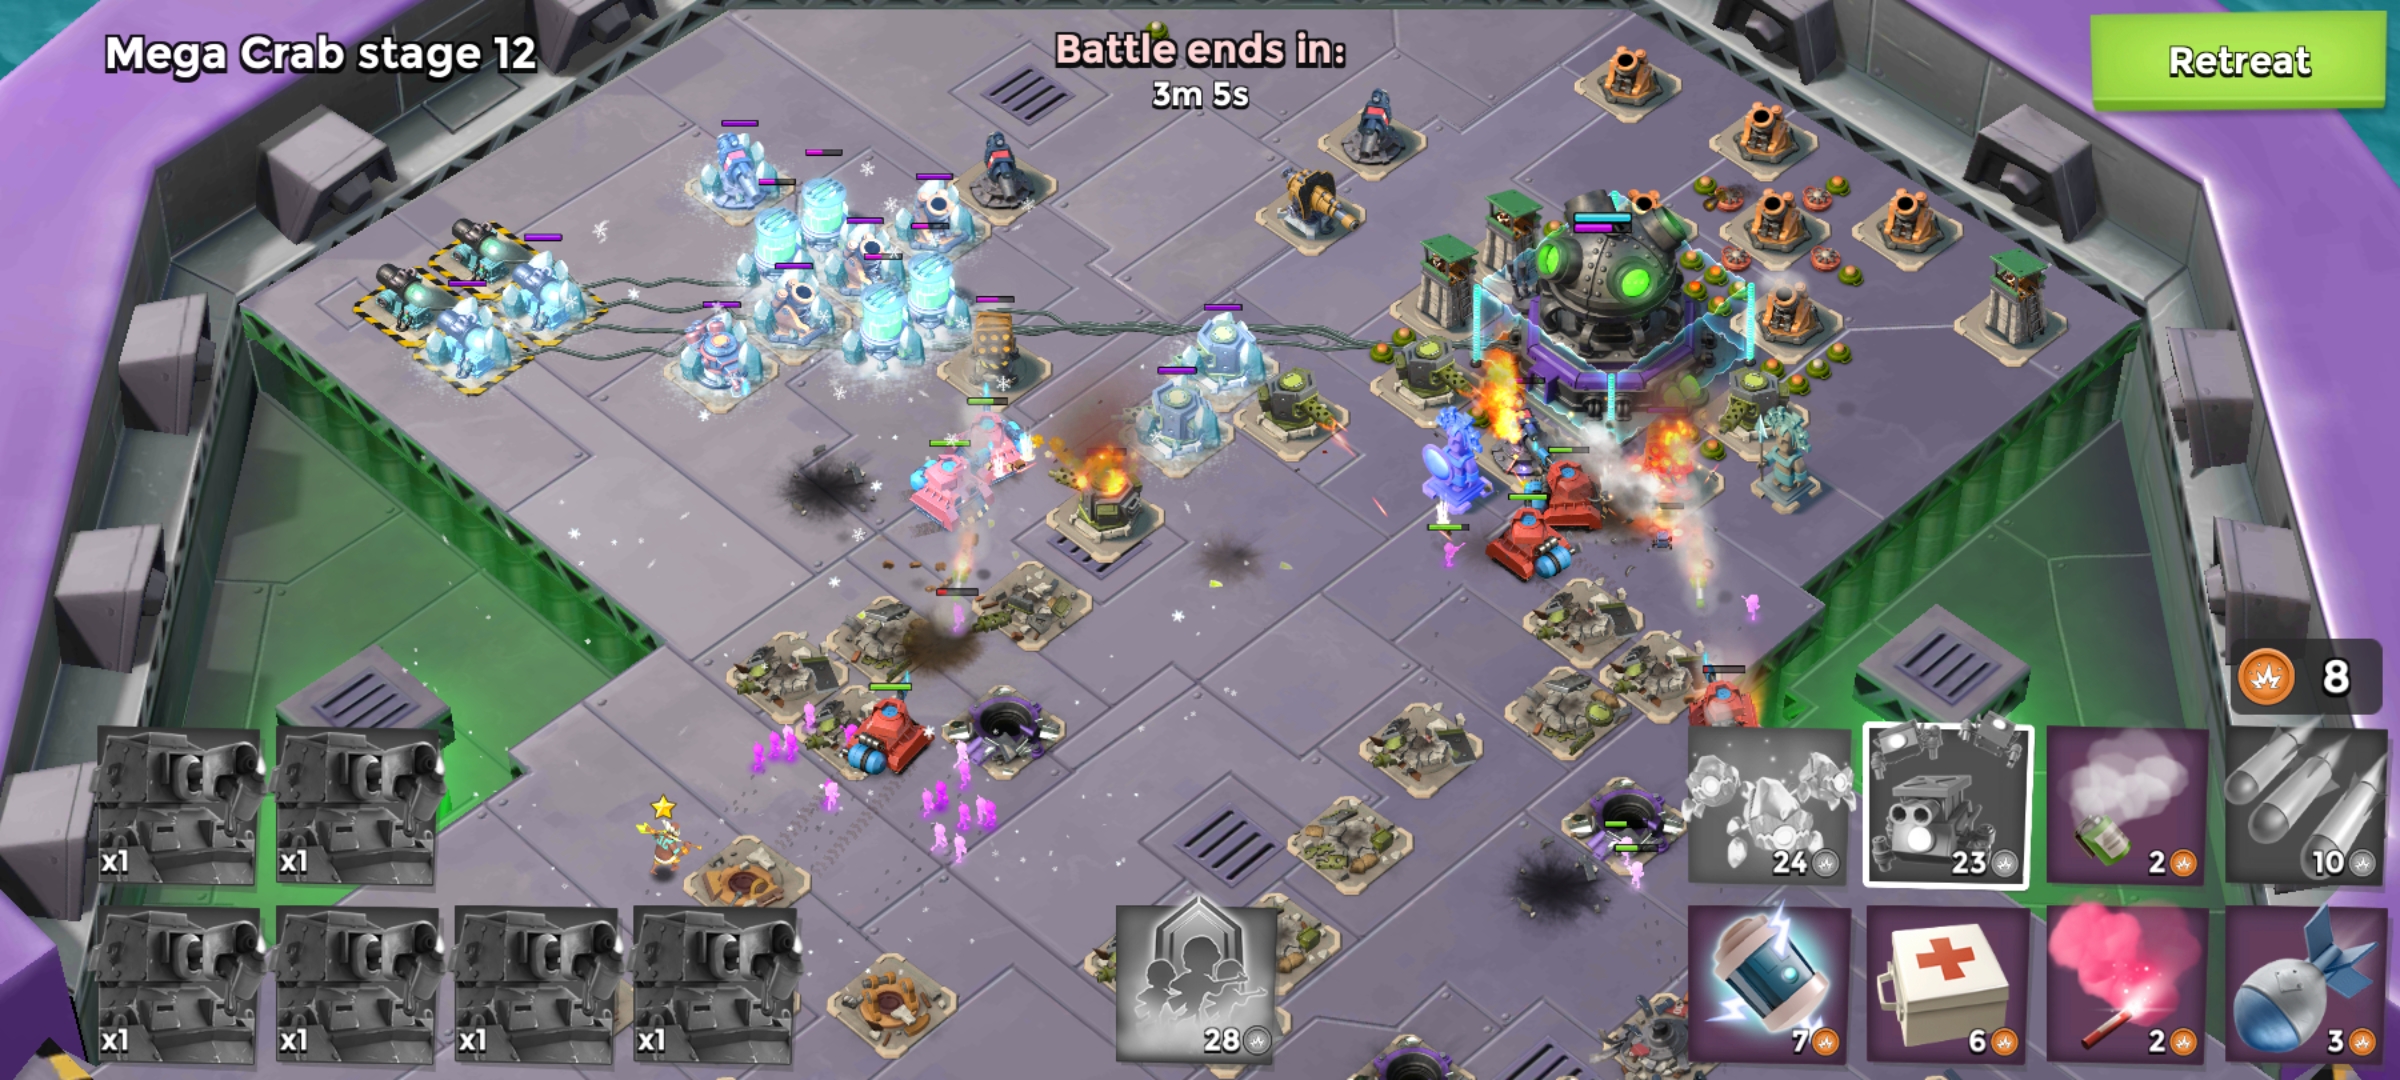 Mega Crab stage 12
Battle ends in:
3m 5s
Retreat
8
x1
x1
24
23
2
10
x1
x1
x1
x1
28
7
6
2
3